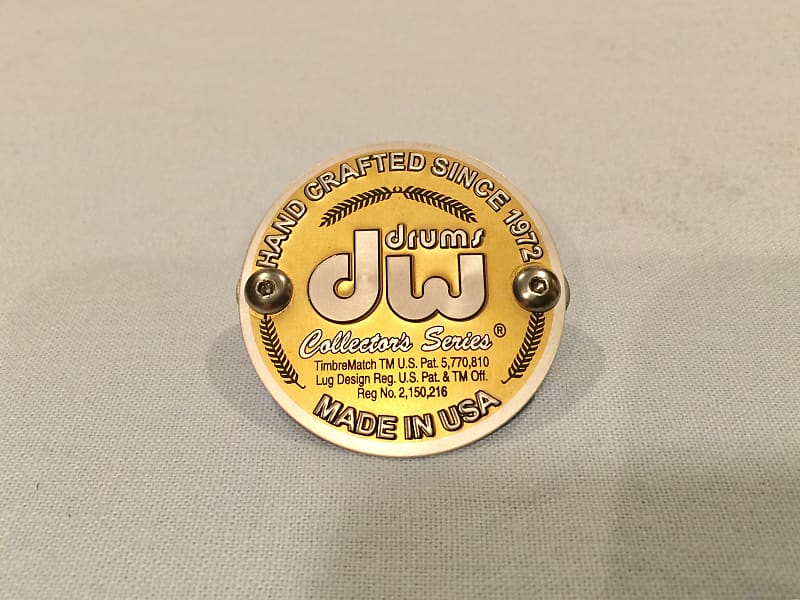 HAND CRAFTED SINCE 1972
drums
dw
Collector's Series®
TimbreMatch TM U.S. Pat. 5,770,810
Lug Design Reg. U.S. Pat. & TM Off.
Reg No. 2,150,216
MADE IN USA